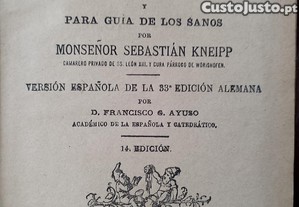 Custojusto.pt
Y
PARA GUÍA DE LOS SANOS
POR
MONSEÑOR SEBASTIÁN KNEIPP
CAMARERO PRIVADO DE SS. LEÓN XIII, Y CURA PÁRROCO DE WÖRISHOFEN.
VERSIÓN ESPAÑOLA DE LA 33ª EDICIÓN ALEMANA
POR
D. FRANCISCO G. AYUSO
ACADÉMICO DE LA ESPAÑOLA Y CATEDRÁTICO.
14. EDICIÓN.